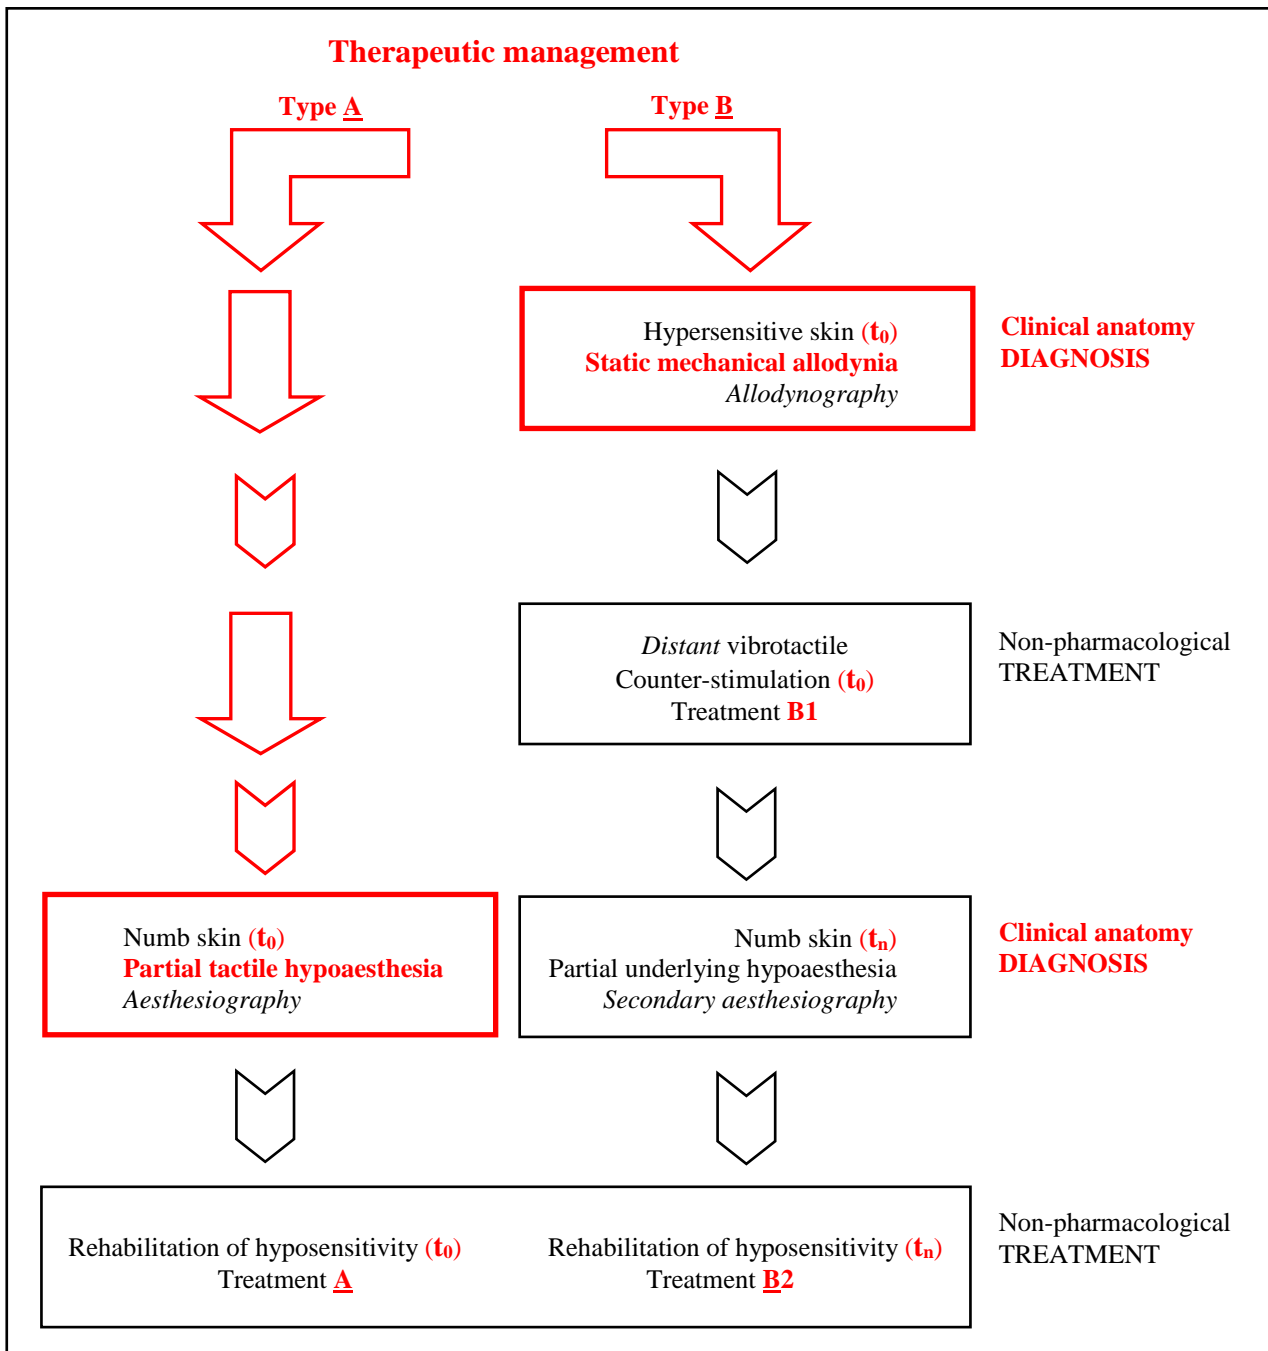 Therapeutic management
Type A
Type B
Hypersensitive skin (t₀)
Static mechanical allodynia
Allodynography
Clinical anatomy
DIAGNOSIS
Distant vibrotactile
Counter-stimulation (t₀)
Treatment B1
Non-pharmacological
TREATMENT
Numb skin (t₀)
Partial tactile hypoaesthesia
Aesthesiography
Numb skin (tₙ)
Partial underlying hypoaesthesia
Secondary aesthesiography
Clinical anatomy
DIAGNOSIS
Rehabilitation of hyposensitivity (t₀)
Treatment A
Rehabilitation of hyposensitivity (tₙ)
Treatment B2
Non-pharmacological
TREATMENT